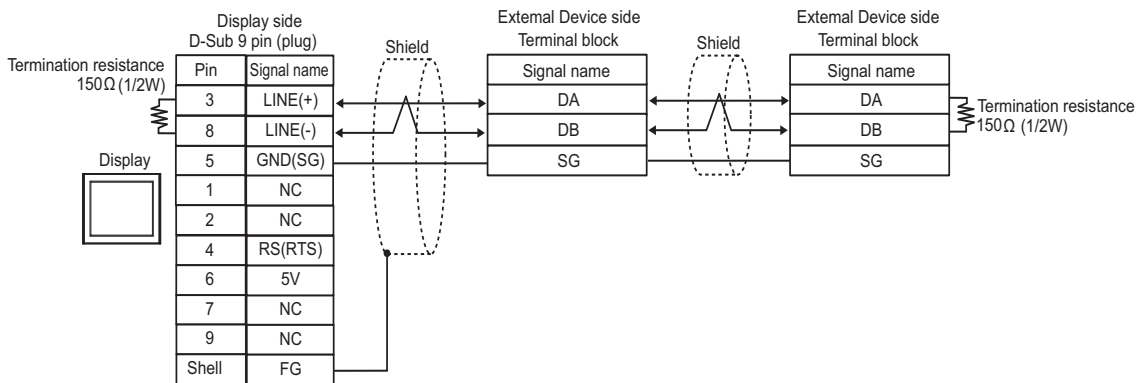 Display side
D-Sub 9 pin (plug)
Termination resistance
150Ω (1/2W)
Display
Pin Signal name
3 LINE(+)
8 LINE(-)
5 GND(SG)
1 NC
2 NC
4 RS(RTS)
6 5V
7 NC
9 NC
Shell FG
Shield
External Device side
Terminal block
Signal name
DA
DB
SG
Shield
External Device side
Terminal block
Signal name
DA
DB
SG
Termination resistance
150Ω (1/2W)